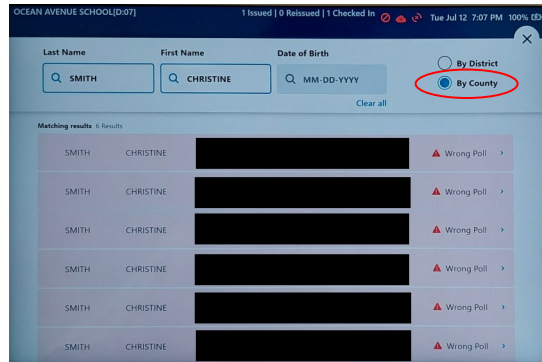 OCEAN AVENUE SCHOOL[D:07] 1 Issued | 0 Reissued | 1 Checked In Tue Jul 12 7:07 PM 100%
Last Name First Name Date of Birth
By District
SMITH CHRISTINE MM-DD-YYYY
By County
Clear all
Matching results 6 Results
SMITH CHRISTINE Wrong Poll
SMITH CHRISTINE Wrong Poll
SMITH CHRISTINE Wrong Poll
SMITH CHRISTINE Wrong Poll
SMITH CHRISTINE Wrong Poll
SMITH CHRISTINE Wrong Poll